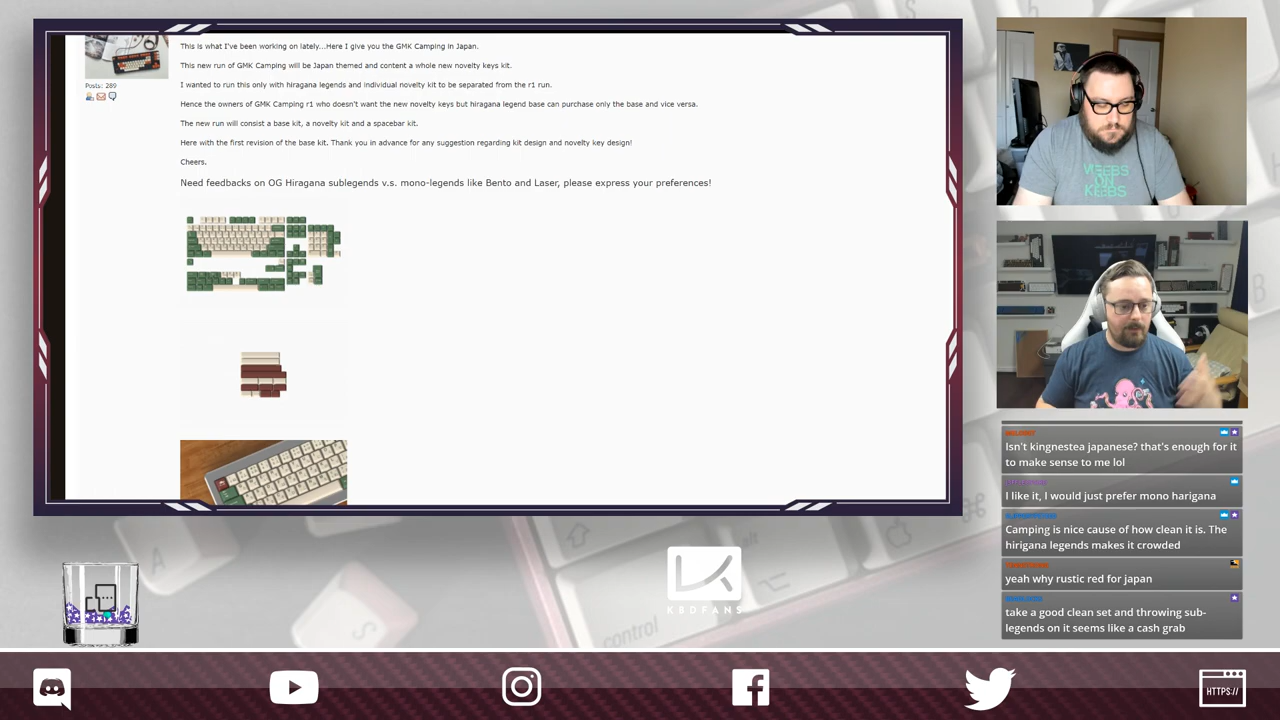 This is what I've been working on lately...Here I give you the GMK Camping in Japan.
This new run of GMK Camping will be Japan themed and content a whole new novelty keys kit.
Posts: 289
I wanted to run this only with hiragana legends and individual novelty kit to be separated from the r1 run.
Hence the owners of GMK Camping r1 who doesn't want the new novelty keys but hiragana legend base can purchase only the base and vice versa.
The new run will consist a base kit, a novelty kit and a spacebar kit.
Here with the first revision of the base kit. Thank you in advance for any suggestion regarding kit design and novelty key design!
Cheers.
Need feedbacks on OG Hiragana sublegends v.s. mono-legends like Bento and Laser, please express your preferences!
WEEBS
ON
KEEBS
Isn't kingnestea japanese? that's enough for it
to make sense to me lol
I like it, I would just prefer mono harigana
Camping is nice cause of how clean it is. The
hirigana legends makes it crowded
yeah why rustic red for japan
take a good clean set and throwing sub-
legends on it seems like a cash grab
KBDFANS
A
S
alt
control
HTTPS://